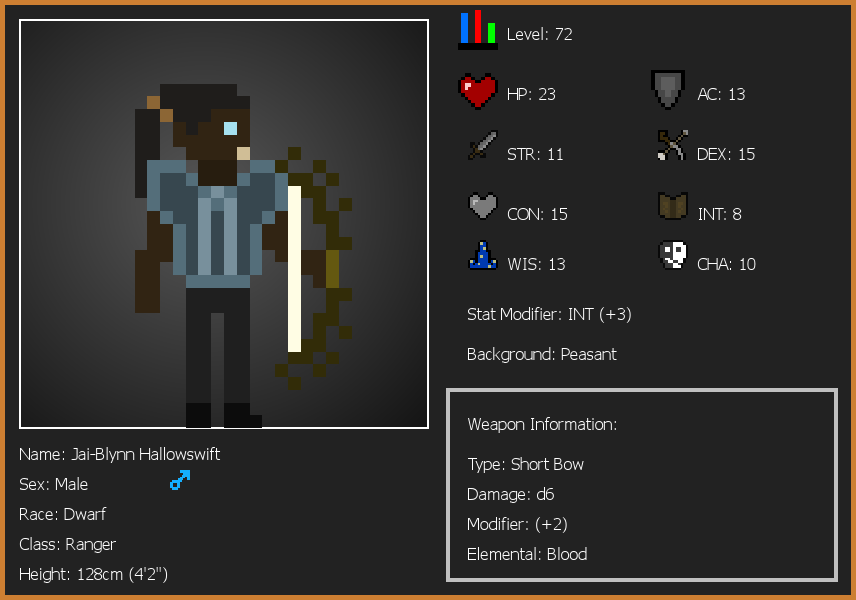 Level: 72
HP: 23
AC: 13
STR: 11
DEX: 15
CON: 15
INT: 8
WIS: 13
CHA: 10
Stat Modifier: INT (+3)
Background: Peasant
Weapon Information:
Type: Short Bow
Damage: d6
Modifier: (+2)
Elemental: Blood
Name: Jai-Blynn Hallowswift
Sex: Male
Race: Dwarf
Class: Ranger
Height: 128cm (4'2")